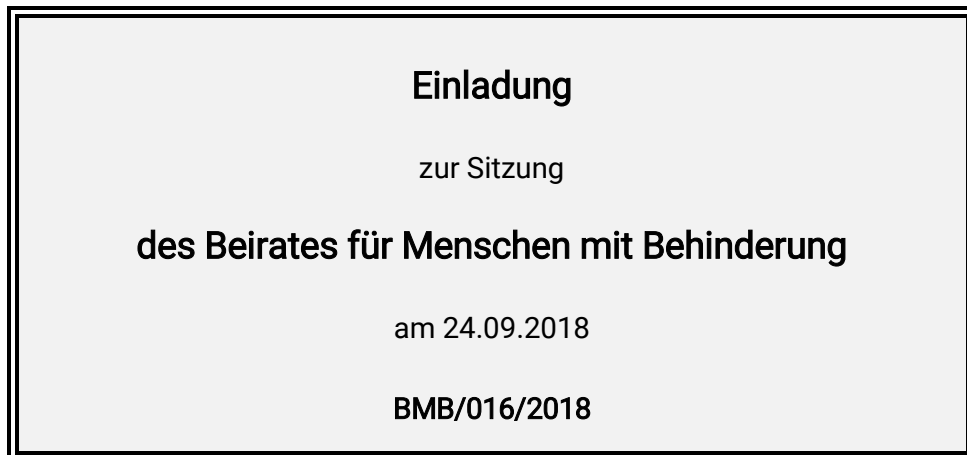 Einladung
zur Sitzung
des Beirates für Menschen mit Behinderung
am 24.09.2018
BMB/016/2018